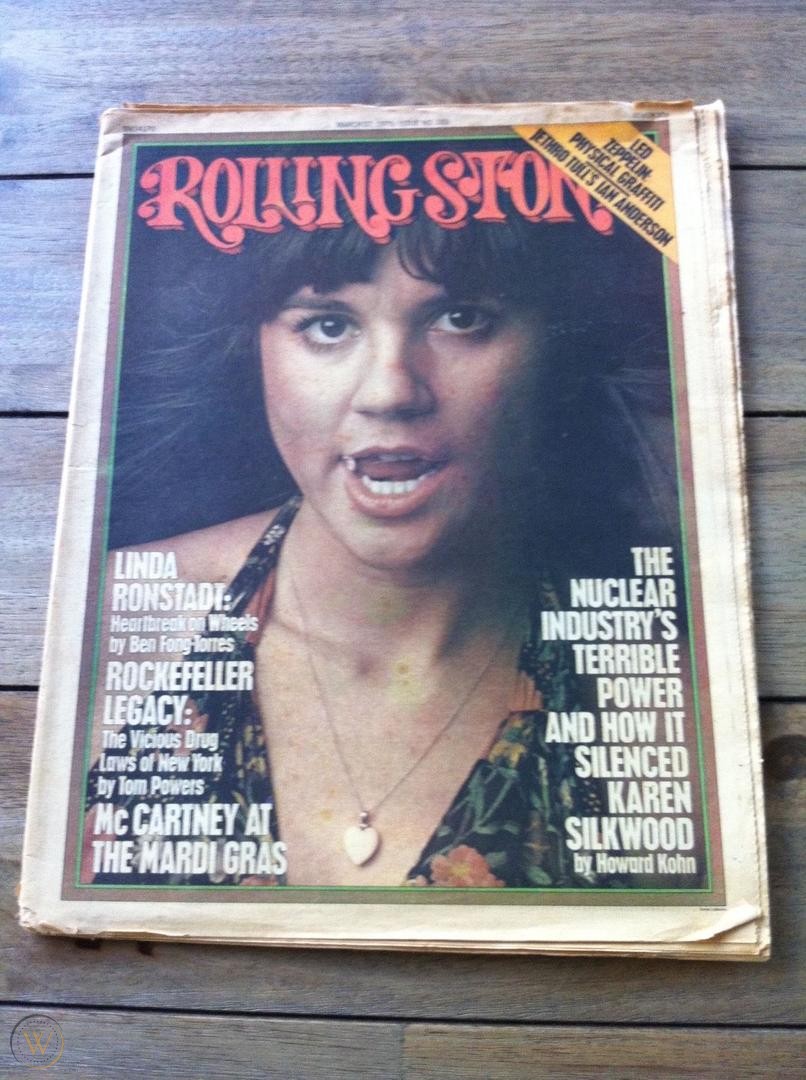 ROLLING STON
LED
ZEPPELIN:
PHYSICAL GRAFFITI
JETHRO TULL'S IAN ANDERSON
LINDA
RONSTADT:
Heartbreak on Wheels
by Ben Fong-Torres
ROCKEFELLER
LEGACY:
The Vicious Drug
Laws of New York
by Tom Powers
McCARTNEY AT
THE MARDI GRAS
THE
NUCLEAR
INDUSTRY'S
TERRIBLE
POWER
AND HOW IT
SILENCED
KAREN
SILKWOOD
by Howard Kohn
W